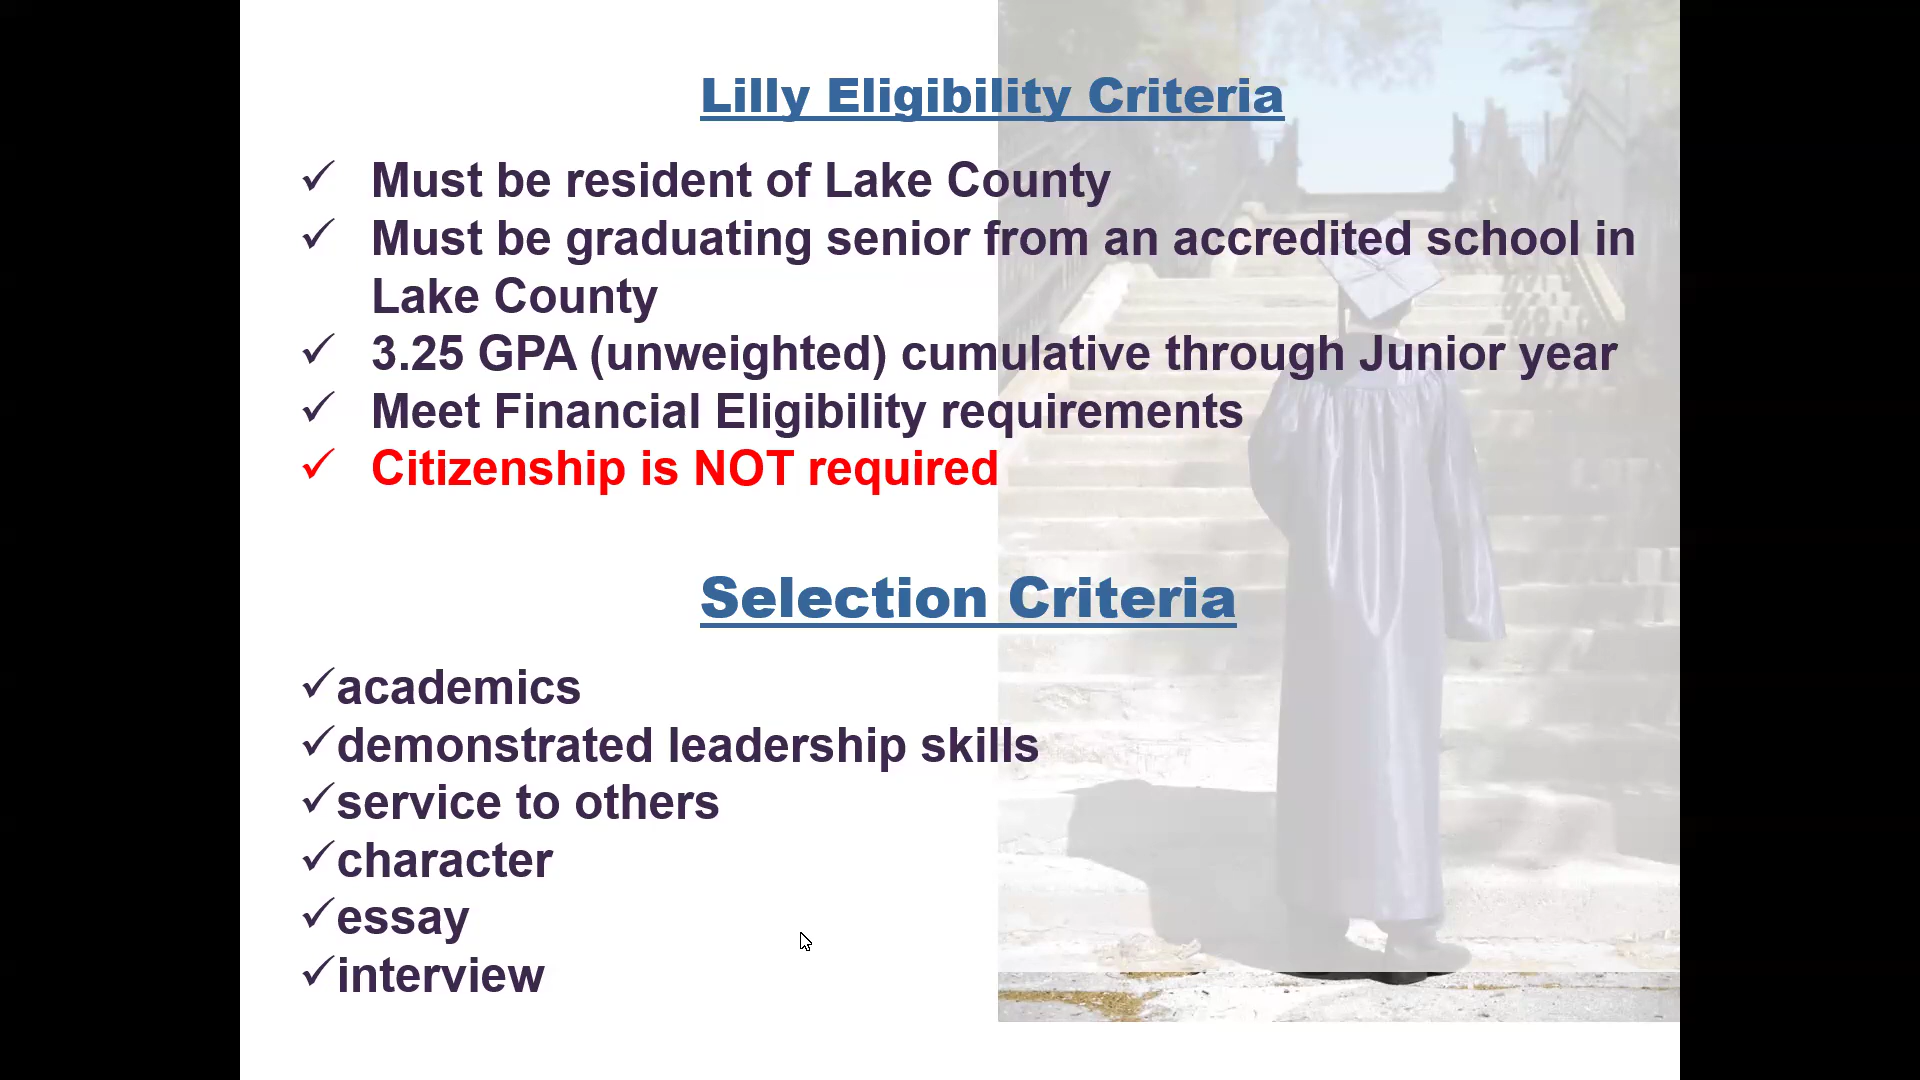 Lilly Eligibility Criteria
✓ Must be resident of Lake County
✓ Must be graduating senior from an accredited school in
Lake County
✓ 3.25 GPA (unweighted) cumulative through Junior year
✓ Meet Financial Eligibility requirements
✓ Citizenship is NOT required
Selection Criteria
✓academics
✓demonstrated leadership skills
✓service to others
✓character
✓essay
✓interview